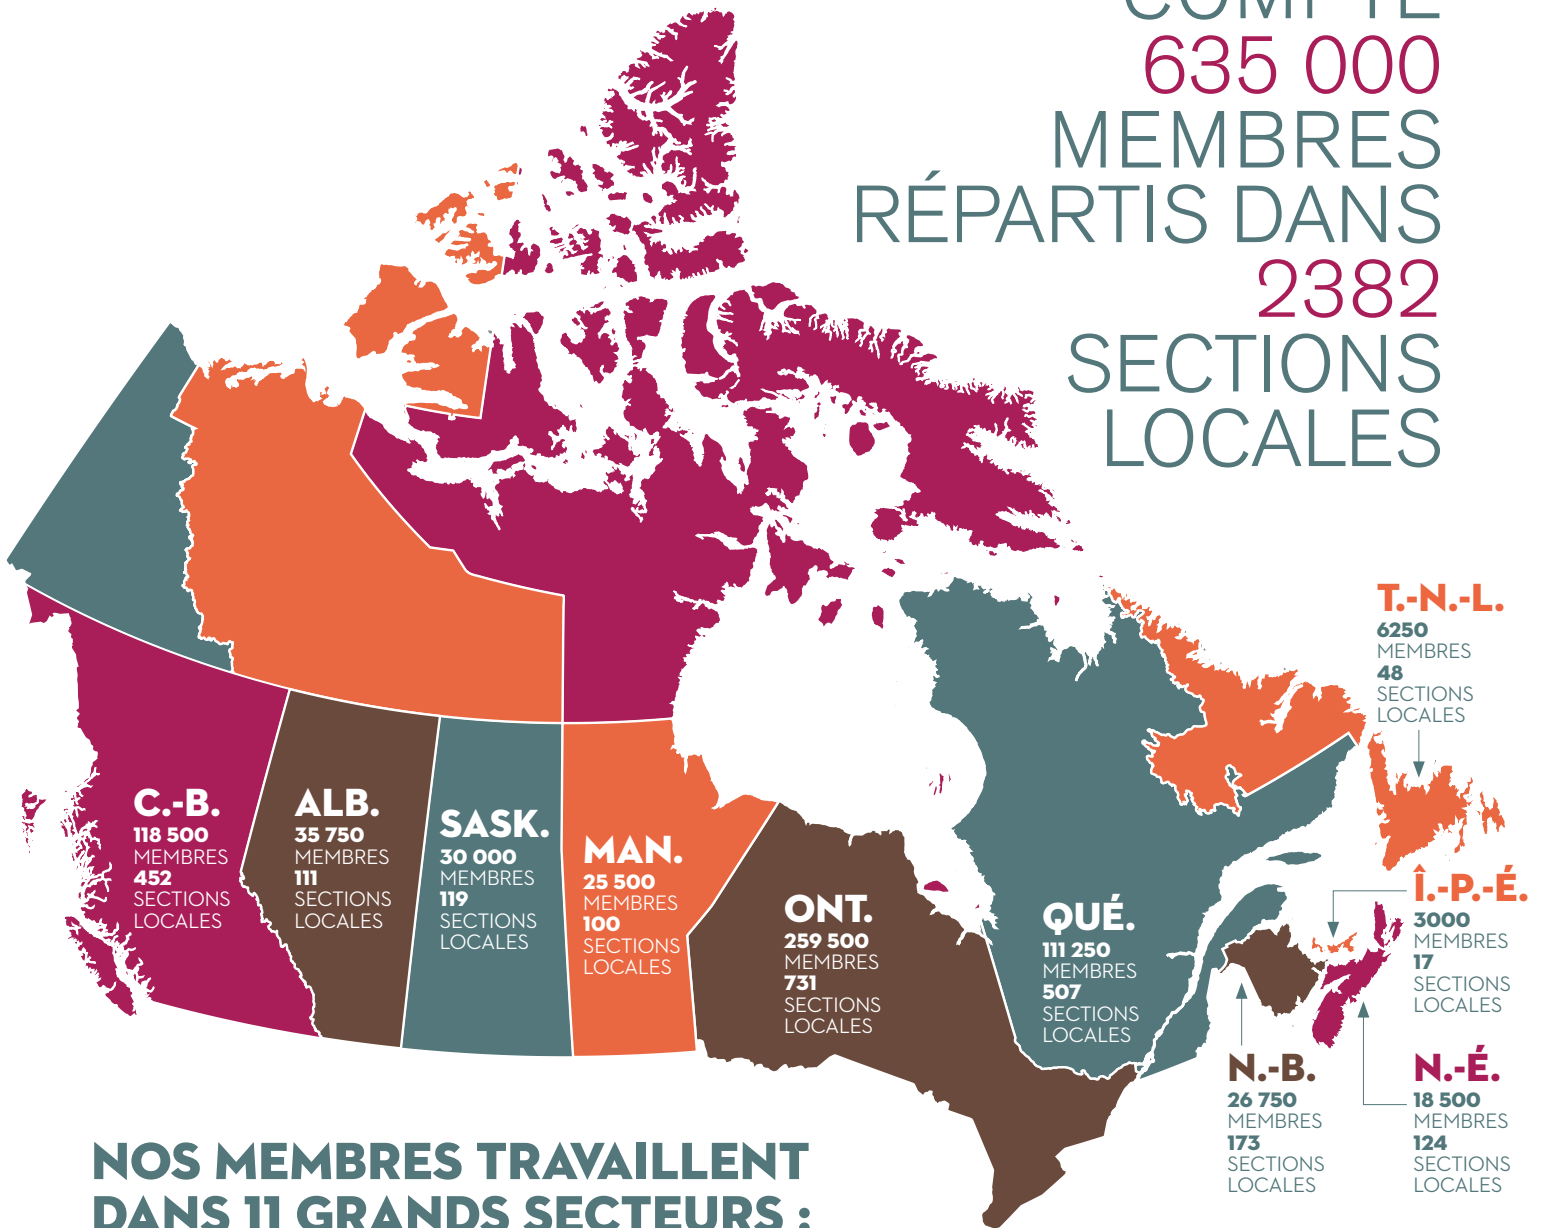 COMPTE
635 000
MEMBRES
RÉPARTIS DANS
2382
SECTIONS
LOCALES
T.-N.-L.
6250
MEMBRES
48
SECTIONS
LOCALES
C.-B.
118 500
MEMBRES
452
SECTIONS
LOCALES
ALB.
35 750
MEMBRES
111
SECTIONS
LOCALES
SASK.
30 000
MEMBRES
119
SECTIONS
LOCALES
MAN.
25 500
MEMBRES
100
SECTIONS
LOCALES
ONT.
259 500
MEMBRES
731
SECTIONS
LOCALES
QUÉ.
111 250
MEMBRES
507
SECTIONS
LOCALES
Î.-P.-É.
3000
MEMBRES
17
SECTIONS
LOCALES
N.-B.
26 750
MEMBRES
173
SECTIONS
LOCALES
N.-É.
18 500
MEMBRES
124
SECTIONS
LOCALES
NOS MEMBRES TRAVAILLENT
DANS 11 GRANDS SECTEURS :